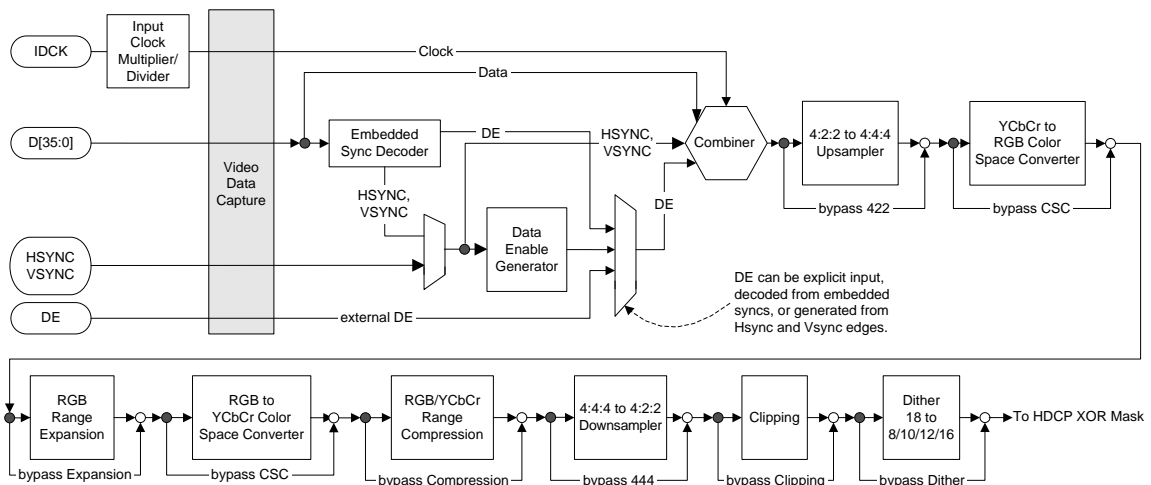 IDCK
Input
Clock
Multiplier/
Divider
Clock
Data
D[35:0]
Embedded
Sync Decoder
DE
HSYNC,
VSYNC
Combiner
4:2:2 to 4:4:4
Upsampler
YCbCr to
RGB Color
Space Converter
Video
Data
Capture
HSYNC,
VSYNC
DE
bypass 422
bypass CSC
Data
Enable
Generator
HSYNC
VSYNC
DE
external DE
DE can be explicit input,
decoded from embedded
syncs, or generated from
Hsync and Vsync edges.
RGB
Range
Expansion
RGB to
YCbCr Color
Space Converter
RGB/YCbCr
Range
Compression
4:4:4 to 4:2:2
Downsampler
Clipping
Dither
18 to
8/10/12/16
To HDCP XOR Mask
bypass Expansion
bypass CSC
bypass Compression
bypass 444
bypass Clipping
bypass Dither